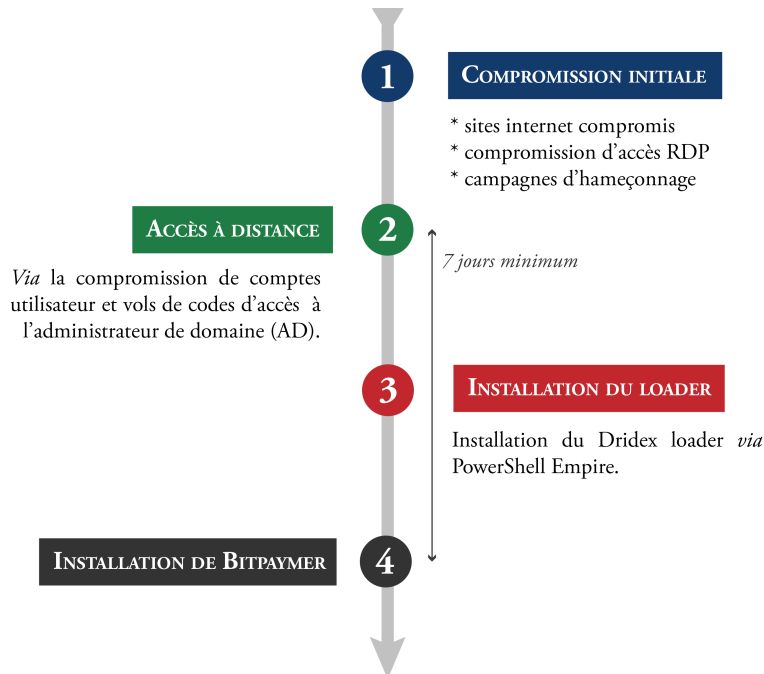 1
COMPROMISSION INITIALE
* sites internet compromis
* compromission d'accès RDP
* campagnes d'hameçonnage
ACCÈS À DISTANCE
2
Via la compromission de comptes
utilisateur et vols de codes d'accès à
l'administrateur de domaine (AD).
7 jours minimum
3
INSTALLATION DU LOADER
Installation du Dridex loader via
PowerShell Empire.
INSTALLATION DE BITPAYMER
4